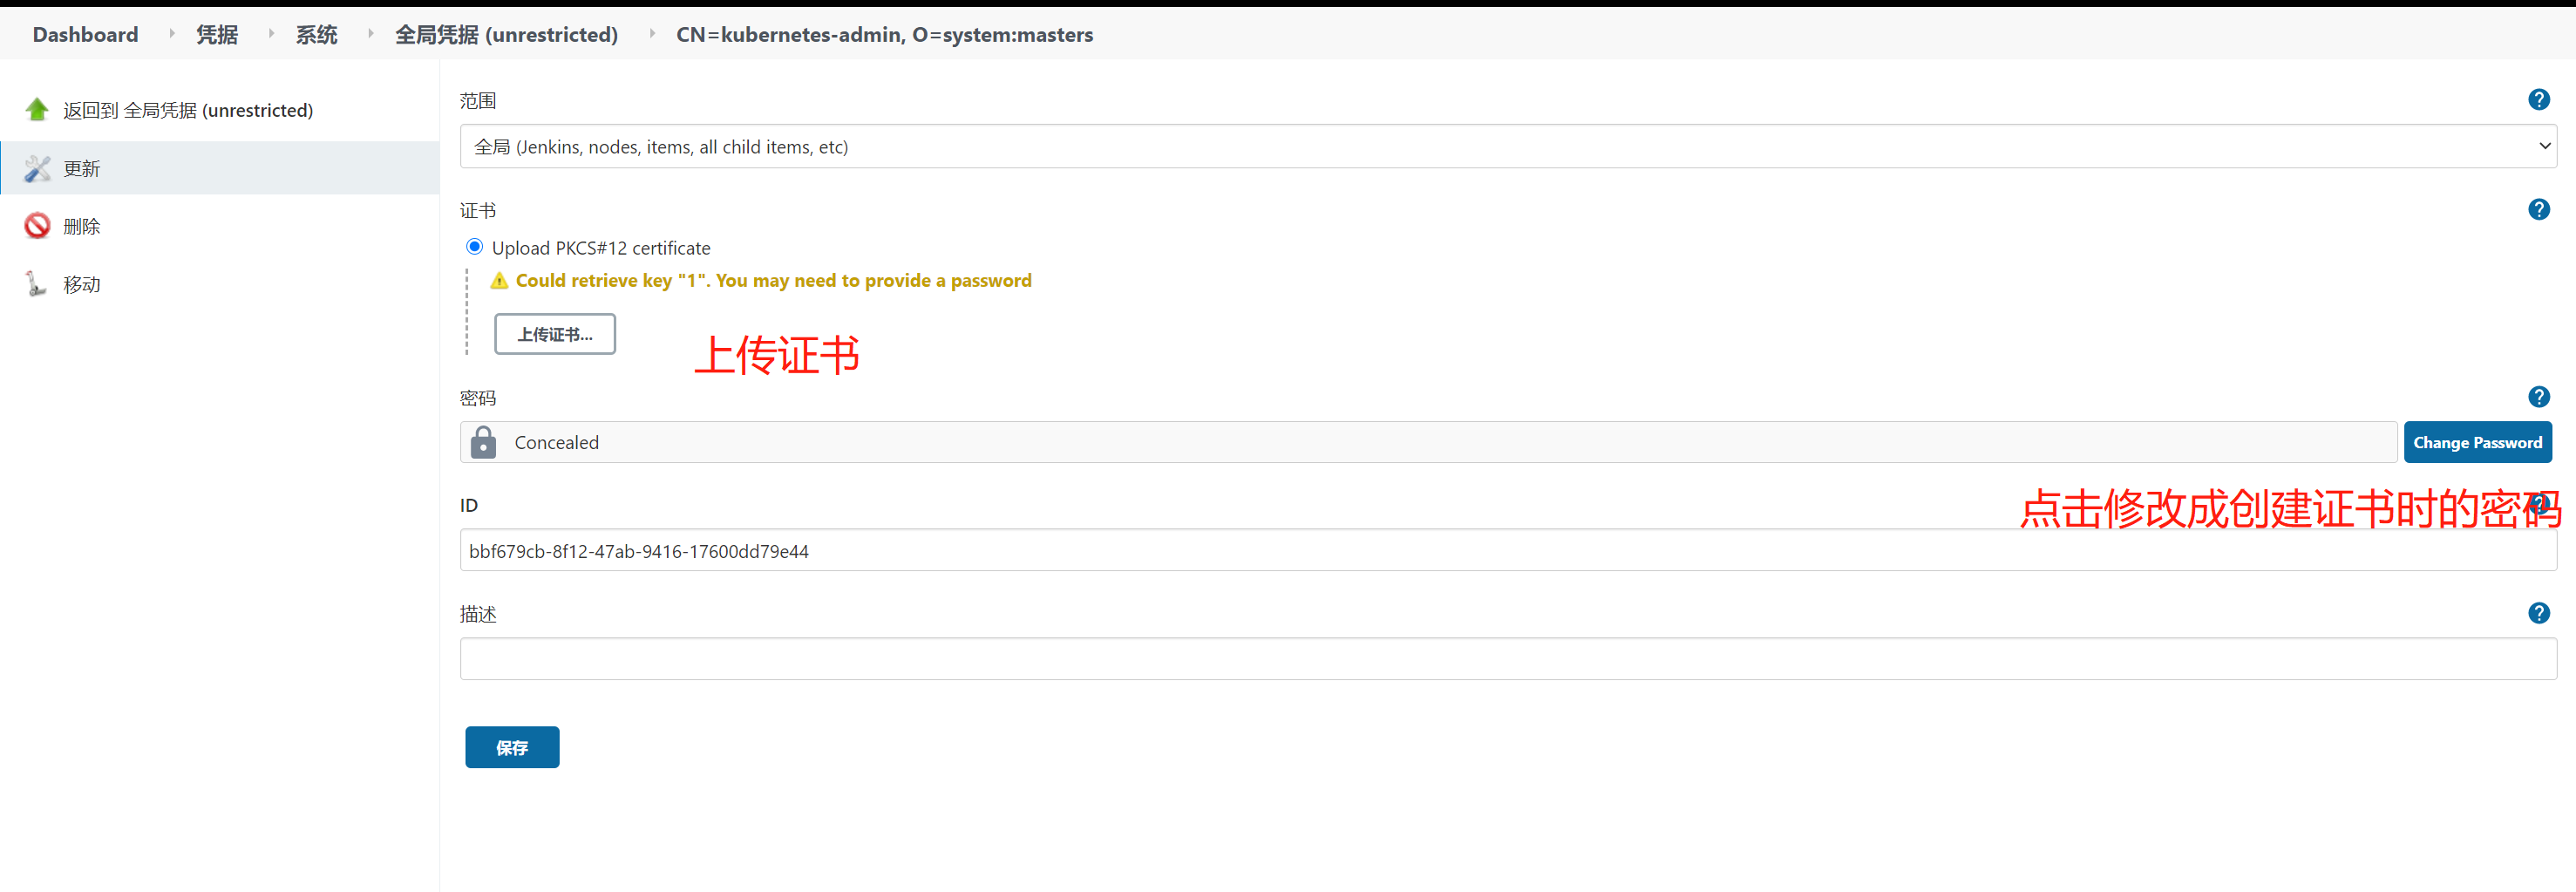 Dashboard 凭据 系统 全局凭据 (unrestricted) CN=kubernetes-admin, O=system:masters
返回到 全局凭据 (unrestricted)
更新
删除
移动
范围
全局 (Jenkins, nodes, items, all child items, etc)
证书
Upload PKCS#12 certificate
Could retrieve key "1". You may need to provide a password
上传证书...
上传证书
密码
Concealed
Change Password
ID
点击修改成创建证书时的密码
bbf679cb-8f12-47ab-9416-17600dd79e44
描述
保存